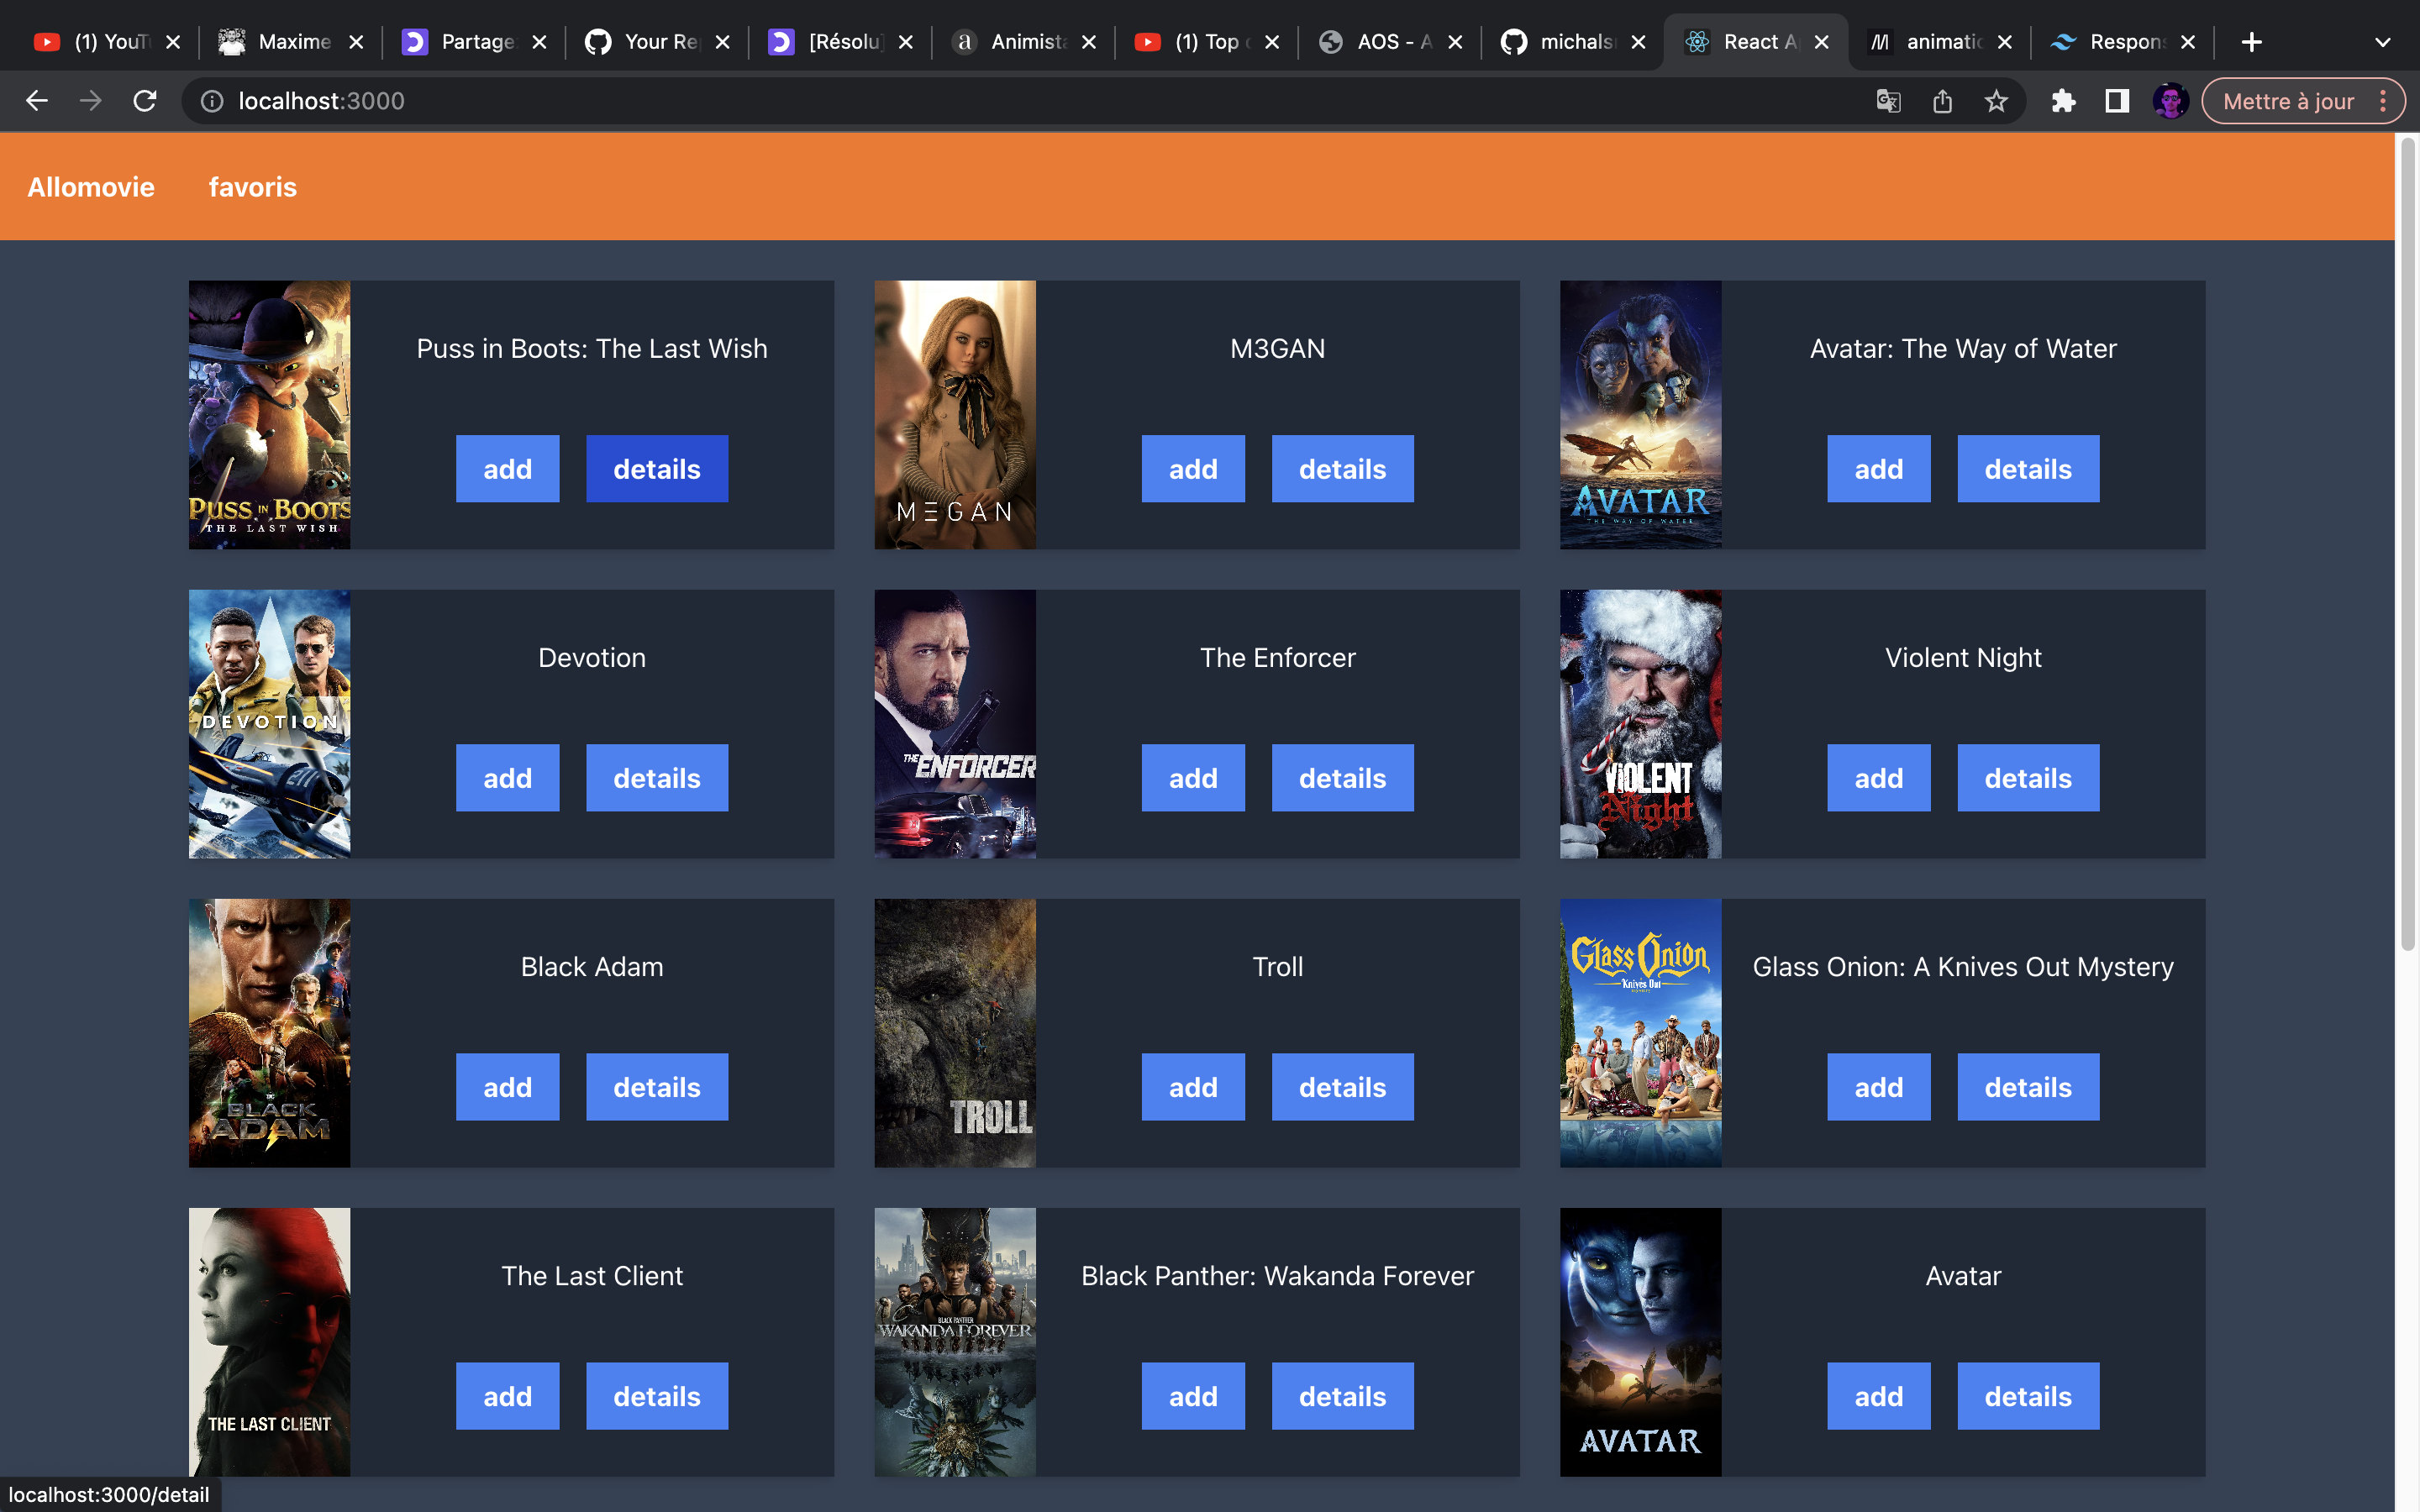 (1) YouT
Maxime
Partage
Your Re
[Résolu]
Animista
(1) Top
AOS - A
michals
React A
animatio
Respon
localhost:3000
Mettre à jour
Allomovie favoris
PUSS IN BOOTS
THE LAST WISH
Puss in Boots: The Last Wish
add details
M3GAN
M3GAN
add details
AVATAR
THE WAY OF WATER
Avatar: The Way of Water
add details
DEVOTION
Devotion
add details
THE ENFORCER
The Enforcer
add details
VIOLENT
Night
Violent Night
add details
DC
BLACK
ADAM
Black Adam
add details
TROLL
Troll
add details
Glass Onion
Knives Out
Glass Onion: A Knives Out Mystery
add details
THE LAST CLIENT
The Last Client
add details
BLACK PANTHER
WAKANDA FOREVER
Black Panther: Wakanda Forever
add details
AVATAR
Avatar
add details
localhost:3000/detail